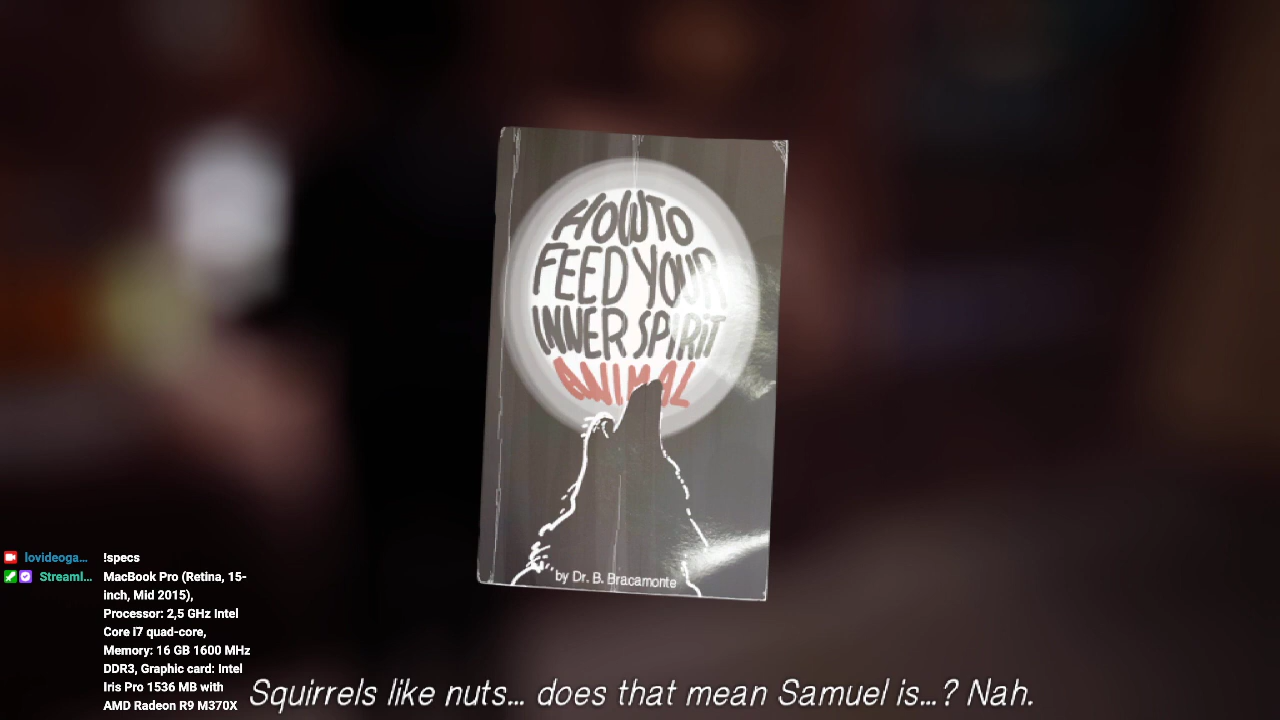 HOW TO
FEED YOUR
INNER SPIRIT
ANIMAL
by Dr. B. Bracamonte
lovideoga... !specs
Streaml... MacBook Pro (Retina, 15-
inch, Mid 2015),
Processor: 2,5 GHz Intel
Core i7 quad-core,
Memory: 16 GB 1600 MHz
DDR3, Graphic card: Intel
Iris Pro 1536 MB with
AMD Radeon R9 M370X
Squirrels like nuts... does that mean Samuel is...? Nah.